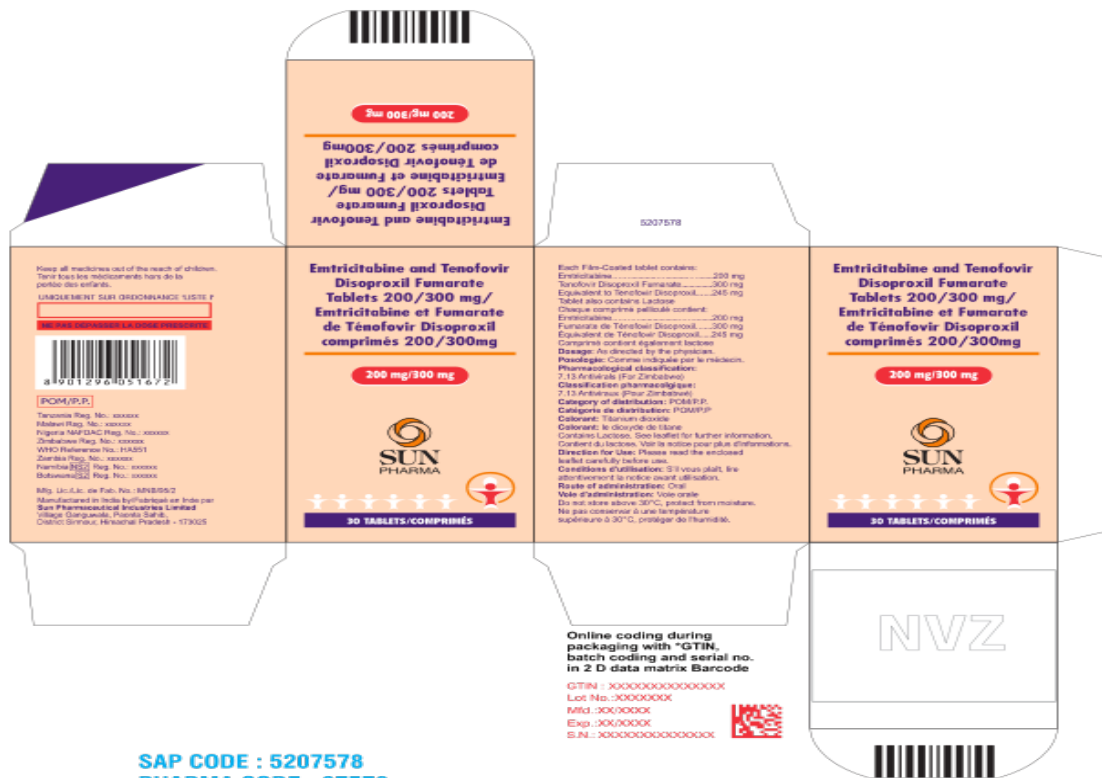 200 mg/300 mg
Emtricitabine and Tenofovir
Disoproxil Fumarate
Tablets 200/300 mg/
Emtricitabine et Fumarate
de Ténofovir Disoproxil
comprimés 200/300mg
5207578
Keep all medicines out of the reach of children.
Tenir tous les médicaments hors de la
portée des enfants.
UNIQUEMENT SUR ORDONNANCE
NE PAS DÉPASSER LA DOSE PRESCRITE
8 901296 051672
POM/P.P.
Tanzania Reg. No.: xxxxxx
Malawi Reg. No.: xxxxxx
Nigeria NAFDAC Reg. No.: xxxxxx
Zimbabwe Reg. No.: xxxxxx
WHO Reference No.: HA551
Zambia Reg. No.: xxxxxx
Namibia NS2 Reg. No.: xxxxxx
Botswana S2 Reg. No.: xxxxxx
Mfg. Lic./Lic. de Fab. No.: MNB/05/2
Manufactured in India by/Fabriqué en Inde par
Sun Pharmaceutical Industries Limited
Village Ganguwala, Paonta Sahib,
District Sirmour, Himachal Pradesh - 173025
Emtricitabine and Tenofovir
Disoproxil Fumarate
Tablets 200/300 mg/
Emtricitabine et Fumarate
de Ténofovir Disoproxil
comprimés 200/300mg
200 mg/300 mg
SUN
PHARMA
30 TABLETS/COMPRIMÉS
Each Film-Coated tablet contains:
Emtricitabine.....200 mg
Tenofovir Disoproxil Fumarate.....300 mg
Equivalent to Tenofovir Disoproxil.....245 mg
Tablet also contains Lactose
Chaque comprimé pelliculé contient:
Emtricitabine.....200 mg
Fumarate de Ténofovir Disoproxil.....300 mg
Équivalent de Ténofovir Disoproxil.....245 mg
Comprimé contient également lactose
Dosage: As directed by the physician.
Posologie: Comme indiquée par le médecin.
Pharmacological classification:
7.13 Antivirals (For Zimbabwe)
Classification pharmacolgique:
7.13 Antiviraux (Pour Zimbabwe)
Category of distribution: POM/P.P.
Catégorie de distribution: POM/P.P
Colorant: Titanium dioxide
Colorant: le dioxyde de titane
Contains Lactose. See leaflet for further information.
Contient du lactose. Voir la notice pour plus d'informations.
Direction for Use: Please read the enclosed
leaflet carefully before use.
Conditions d'utilisation: S'il vous plaît, lire
attentivement la notice avant utilisation.
Route of administration: Oral
Voie d'administration: Voie orale
Do not store above 30°C, protect from moisture.
Ne pas conserver à une température
supérieure à 30°C, protéger de l'humidité.
Emtricitabine and Tenofovir
Disoproxil Fumarate
Tablets 200/300 mg/
Emtricitabine et Fumarate
de Ténofovir Disoproxil
comprimés 200/300mg
200 mg/300 mg
SUN
PHARMA
30 TABLETS/COMPRIMÉS
NVZ
Online coding during
packaging with *GTIN,
batch coding and serial no.
in 2 D data matrix Barcode
GTIN : XXXXXXXXXXXXXX
Lot No.:XXXXXXX
Mfd.:XX/XXXX
Exp.:XX/XXXX
S.N.: XXXXXXXXXXXXXX
SAP CODE : 5207578